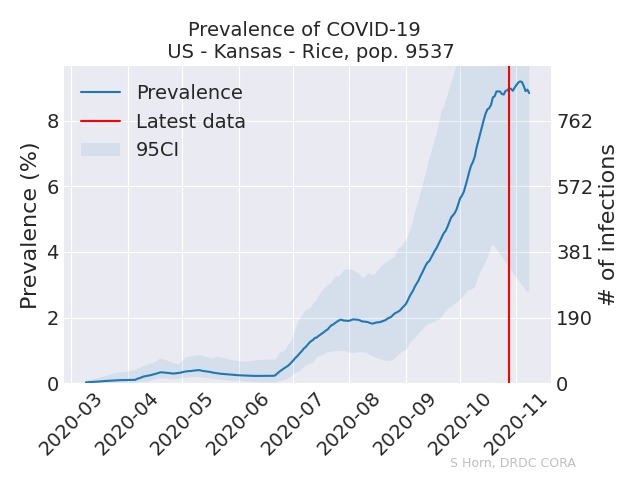 Prevalence of COVID-19
US - Kansas - Rice, pop. 9537
Prevalence
Latest data
95CI
Prevalence (%)
8
6
4
2
0
762
572
381
190
0
# of infections
2020-03
2020-04
2020-05
2020-06
2020-07
2020-08
2020-09
2020-10
2020-11
S Horn, DRDC CORA